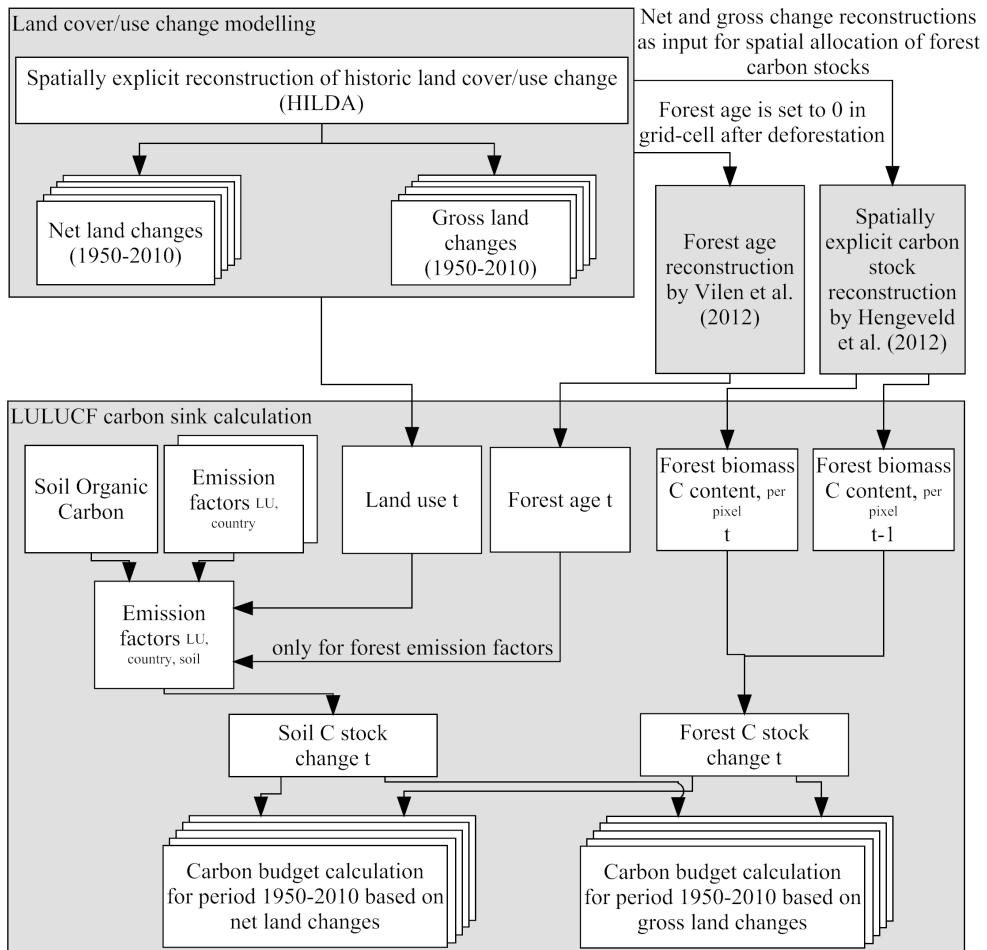 Land cover/use change modelling
Net and gross change reconstructions
as input for spatial allocation of forest
carbon stocks
Spatially explicit reconstruction of historic land cover/use change
(HILDA)
Forest age is set to 0 in
grid-cell after deforestation
Net land changes
(1950-2010)
Gross land
changes
(1950-2010)
Forest age
reconstruction
by Vilen et al.
(2012)
Spatially
explicit carbon
stock
reconstruction
by Hengeveld
et al. (2012)
LULUCF carbon sink calculation
Soil Organic
Carbon
Emission
factors LU,
country
Land use t
Forest age t
Forest biomass
C content, per
pixel
t
Forest biomass
C content, per
pixel
t-1
Emission
factors LU,
country, soil
only for forest emission factors
Soil C stock
change t
Forest C stock
change t
Carbon budget calculation
for period 1950-2010 based on
net land changes
Carbon budget calculation
for period 1950-2010 based on
gross land changes